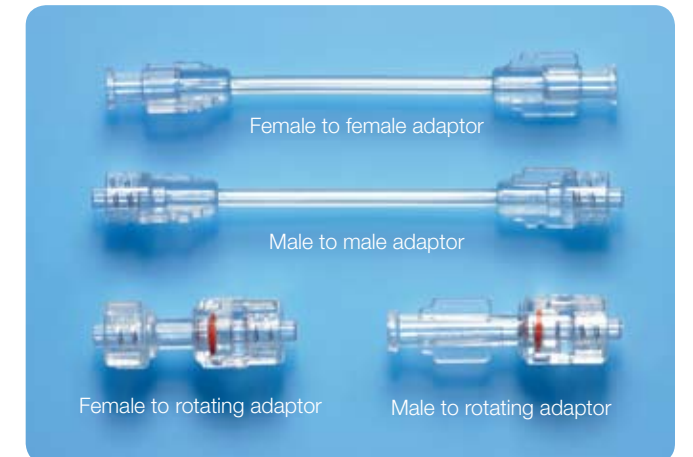 Female to female adaptor
Male to male adaptor
Female to rotating adaptor
Male to rotating adaptor